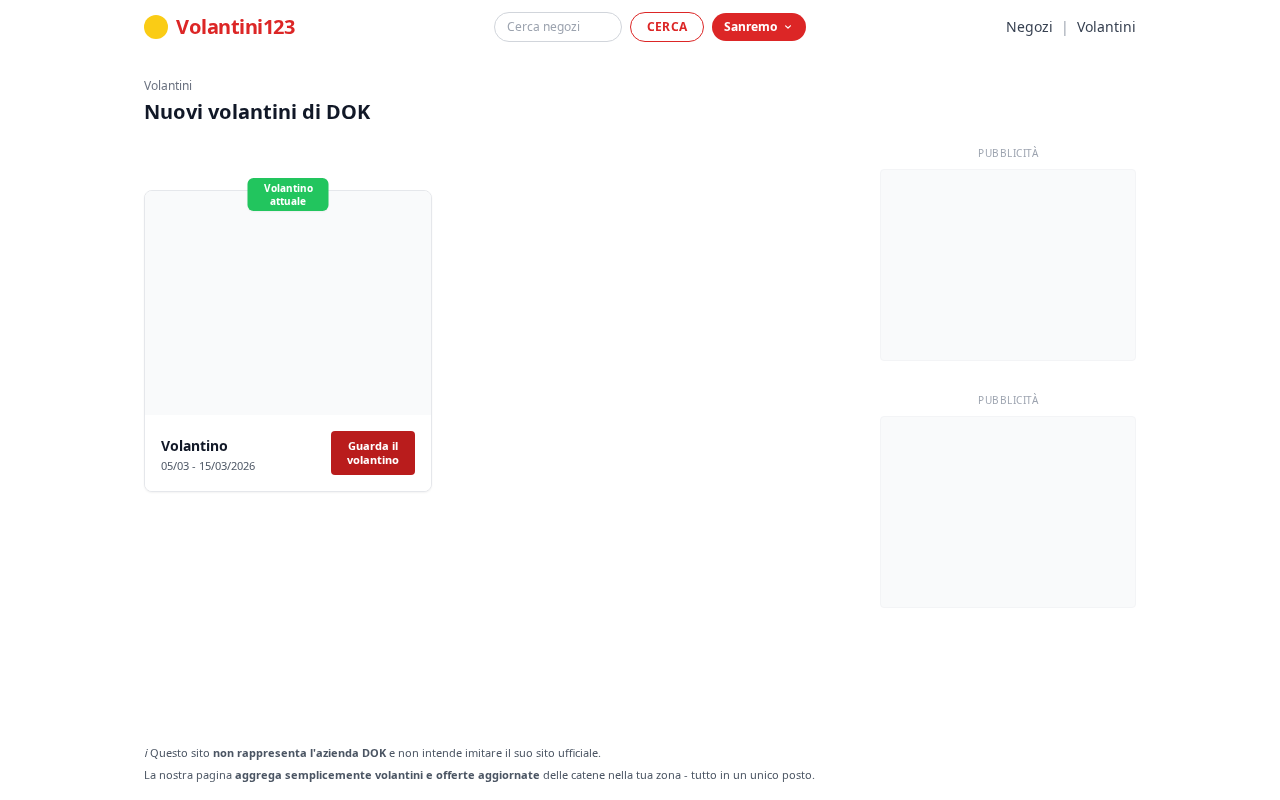 Volantini123
Cerca negozi
CERCA
Sanremo
Negozi | Volantini
Volantini
Nuovi volantini di DOK
Volantino
attuale
Volantino
05/03 - 15/03/2026
Guarda il
volantino
PUBBLICITÀ
PUBBLICITÀ
i Questo sito non rappresenta l'azienda DOK e non intende imitare il suo sito ufficiale.
La nostra pagina aggrega semplicemente volantini e offerte aggiornate delle catene nella tua zona - tutto in un unico posto.